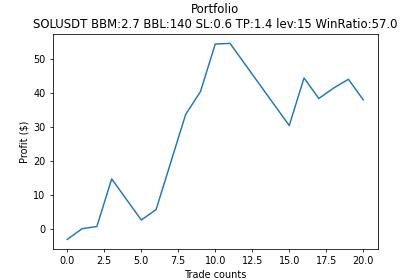 Portfolio
SOLUSDT BBM:2.7 BBL:140 SL:0.6 TP:1.4 lev:15 WinRatio:57.0
50
40
30
20
10
0
Profit ($)
0.0 2.5 5.0 7.5 10.0 12.5 15.0 17.5 20.0
Trade counts